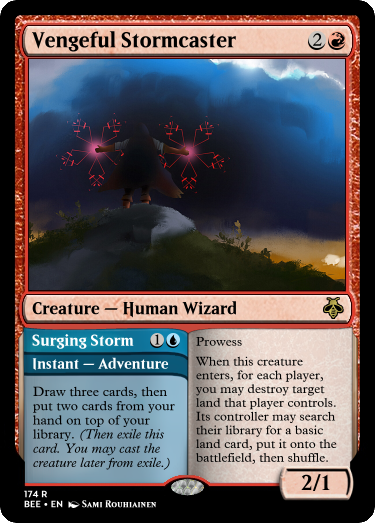 Vengeful Stormcaster 2
Creature — Human Wizard
Surging Storm 1
Instant — Adventure
Draw three cards, then
put two cards from your
hand on top of your
library. (Then exile this
card. You may cast the
creature later from exile.)
Prowess
When this creature
enters, for each player,
you may destroy target
land that player controls.
Its controller may search
their library for a basic
land card, put it onto the
battlefield, then shuffle.
2/1
174 R
BEE • EN SAMI ROUHIAINEN